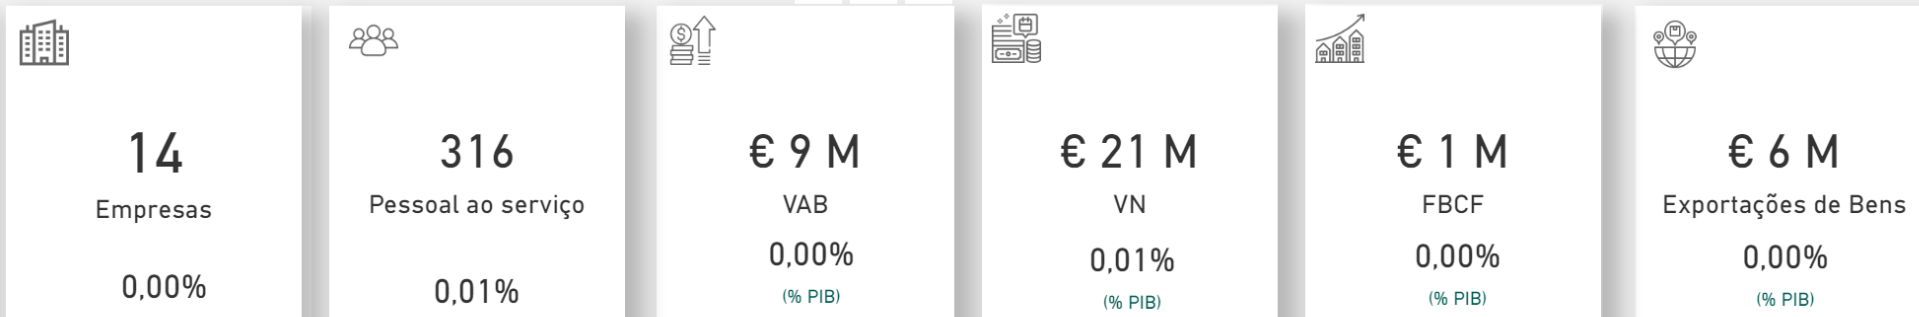 14
Empresas
0,00%
316
Pessoal ao serviço
0,01%
€ 9 M
VAB
0,00%
(% PIB)
€ 21 M
VN
0,01%
(% PIB)
€ 1 M
FBCF
0,00%
(% PIB)
€ 6 M
Exportações de Bens
0,00%
(% PIB)